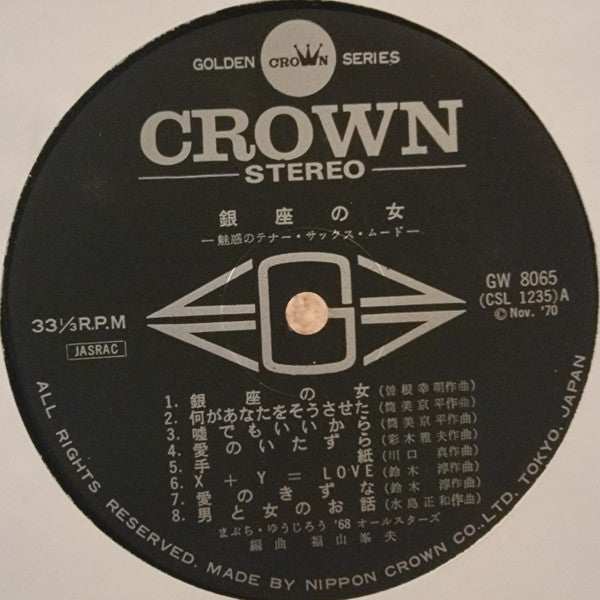 GOLDEN CROWN SERIES
CROWN
STEREO
銀座の女
—魅惑のテナー・サックス・ムード—
GW 8065
(CSL 1235)A
© Nov. '70
33⅓R.P.M
JASRAC
G
1. 銀座の女(曽根幸明作曲)
2. 何があなたをそうさせた(筒美京平作曲)
3. 嘘でもいいから(筒美京平作曲)
4. 愛のいたずら(彩木雅夫作曲)
5. 手紙(川口真作曲)
6. X+Y=LOVE(鈴木淳作曲)
7. 愛のきずな(鈴木淳作曲)
8. 男と女のお話(水島正和作曲)
まぶち・ゆうじろう'68オールスターズ
編曲 福山峯夫
ALL RIGHTS RESERVED. MADE BY NIPPON CROWN CO., LTD. TOKYO, JAPAN